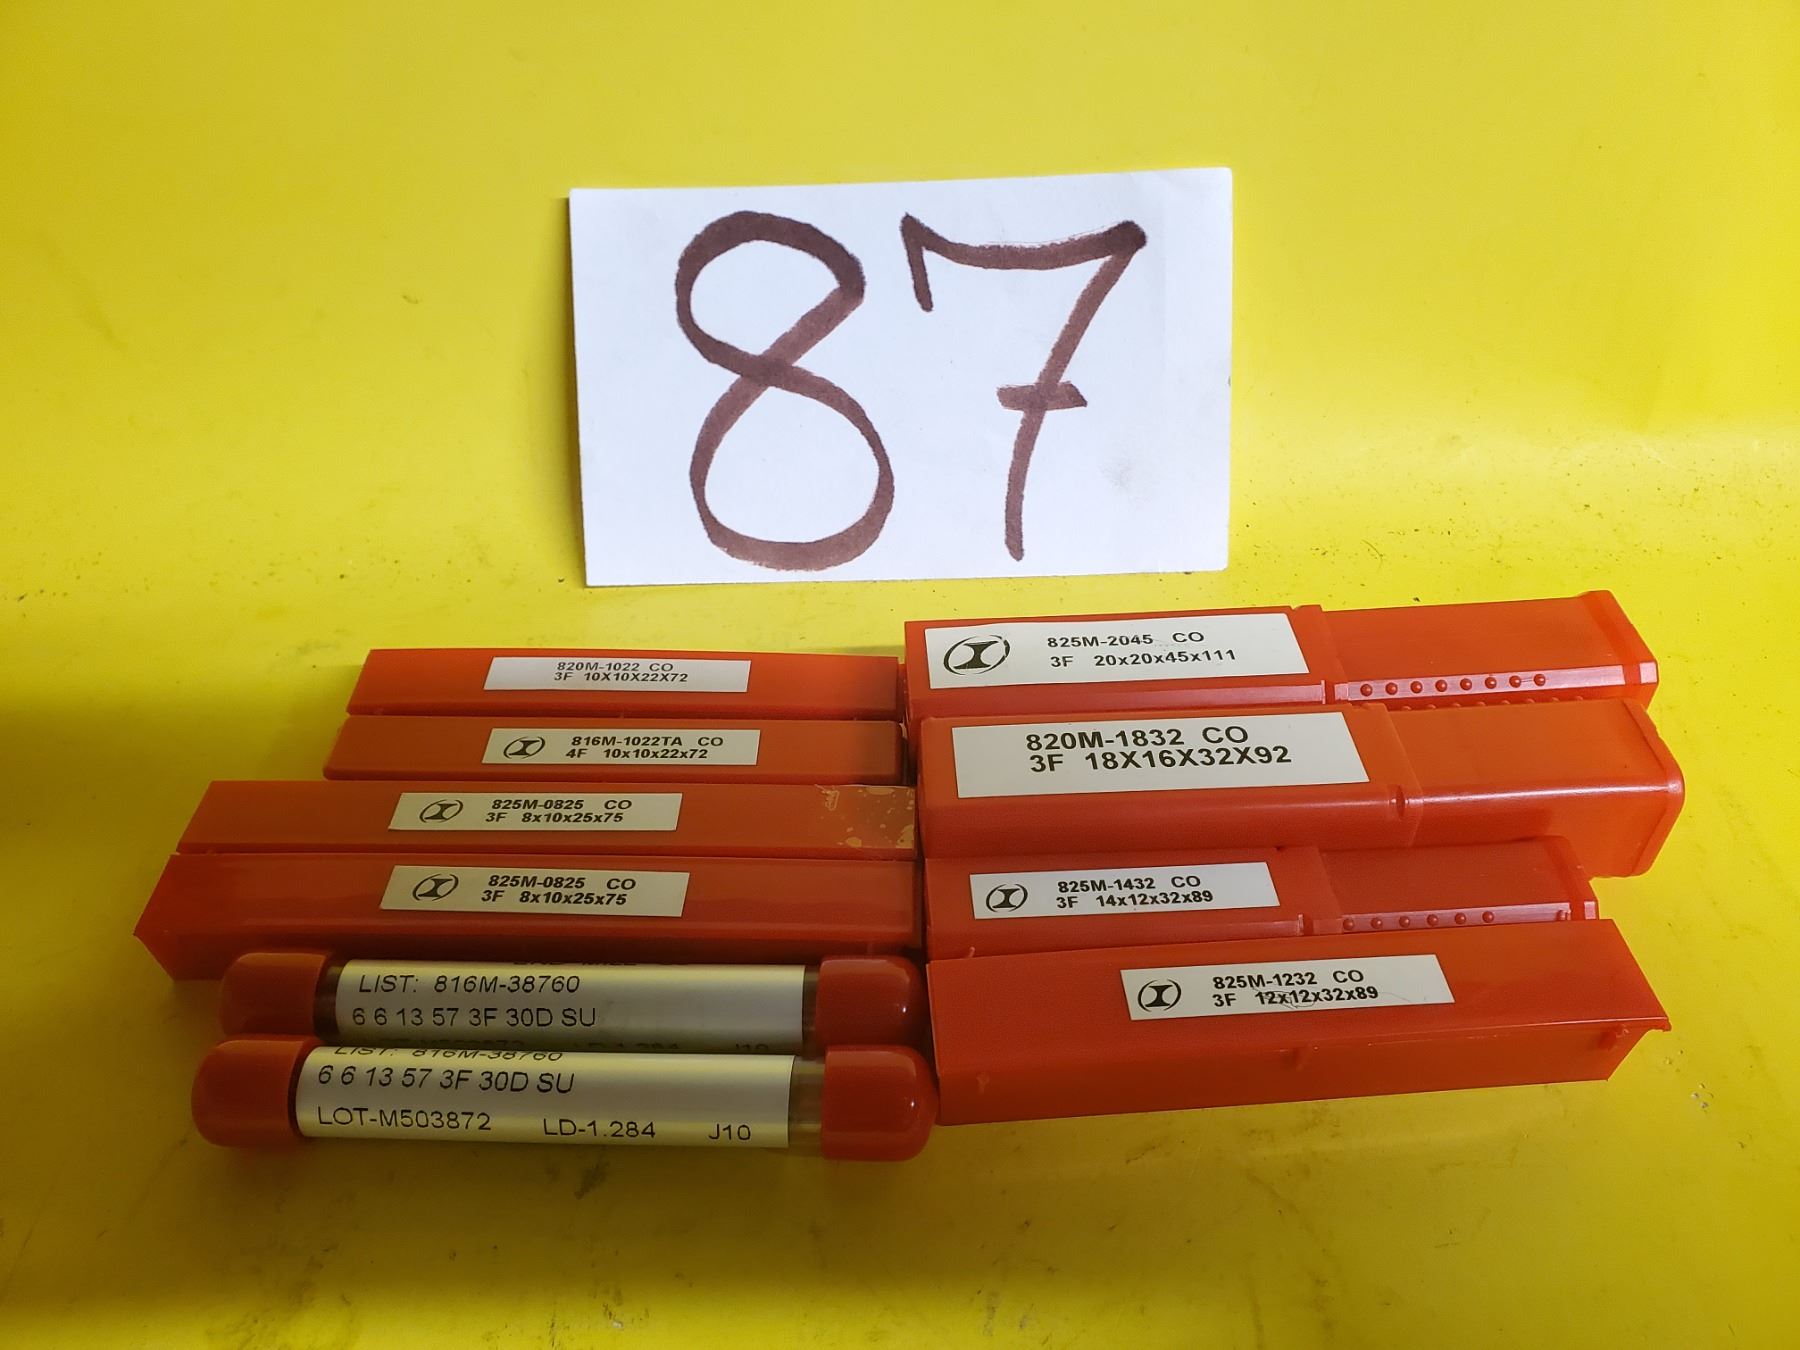 87
820M-1022 CO
3F 10X10X22X72
816M-1022TA CO
4F 10x10x22x72
825M-0825 CO
3F 8x10x25x75
825M-0825 CO
3F 8x10x25x75
LIST: 816M-38760
6 6 13 57 3F 30D SU
LIST: 816M-38760
6 6 13 57 3F 30D SU
LOT-M503872 LD-1.284 J10
825M-2045 CO
3F 20x20x45x111
820M-1832 CO
3F 18X16X32X92
825M-1432 CO
3F 14x12x32x89
825M-1232 CO
3F 12x12x32x89